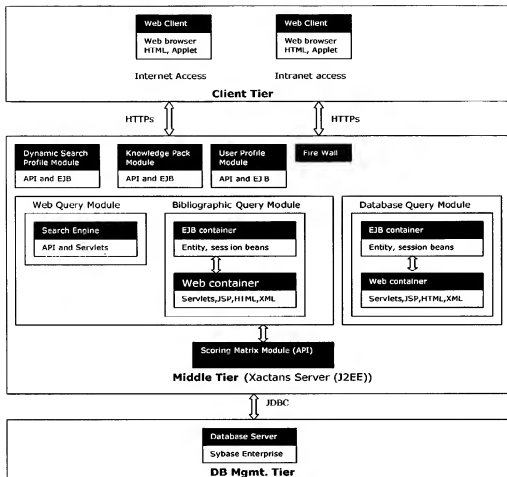 Web Client
Web browser
HTML, Applet
Internet Access
Web Client
Web browser
HTML, Applet
Intranet access
Client Tier
HTTPs
HTTPs
Dynamic Search
Profile Module
API and EJB
Knowledge Pack
Module
API and EJB
User Profile
Module
API and EJB
Fire Wall
Web Query Module
Search Engine
API and Servlets
Bibliographic Query Module
EJB container
Entity, session beans
Web container
Servlets,JSP,HTML,XML
Database Query Module
EJB container
Entity, session beans
Web container
Servlets,JSP,HTML,XML
Scoring Matrix Module (API)
Middle Tier (Xactans Server (J2EE))
JDBC
Database Server
Sybase Enterprise
DB Mgmt. Tier